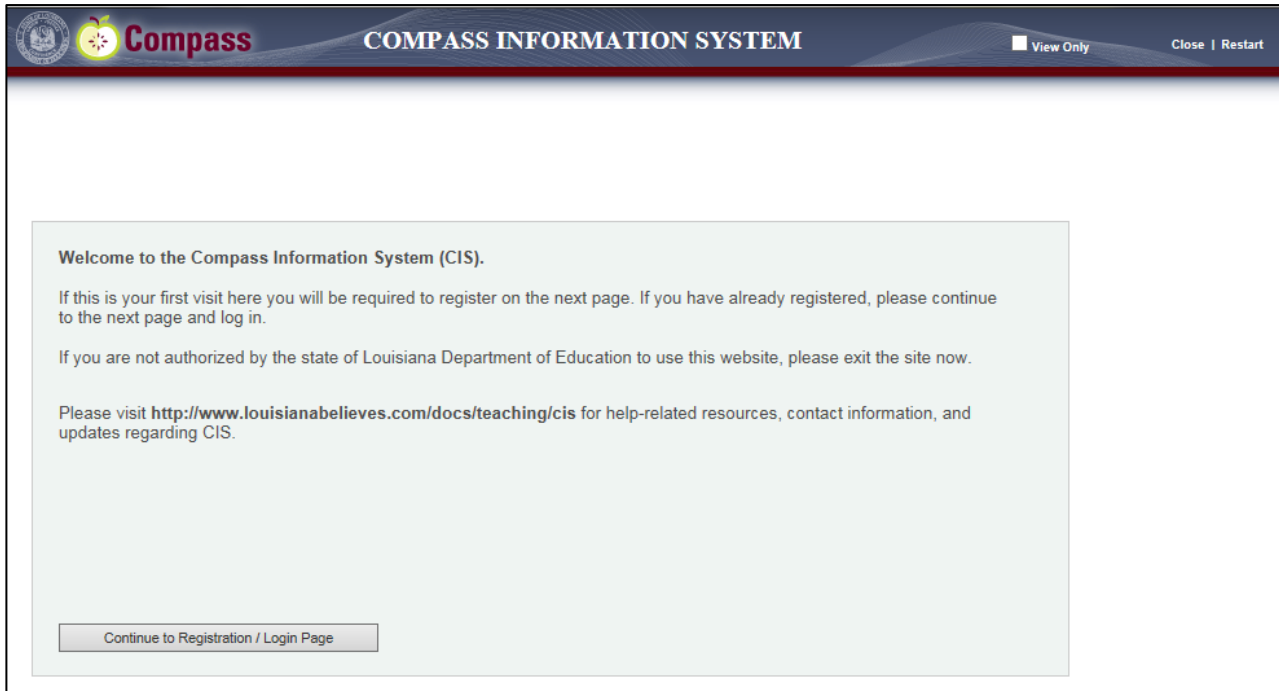 Compass
COMPASS INFORMATION SYSTEM
View Only
Close | Restart
Welcome to the Compass Information System (CIS).
If this is your first visit here you will be required to register on the next page. If you have already registered, please continue
to the next page and log in.
If you are not authorized by the state of Louisiana Department of Education to use this website, please exit the site now.
Please visit http://www.louisianabelieves.com/docs/teaching/cis for help-related resources, contact information, and
updates regarding CIS.
Continue to Registration / Login Page